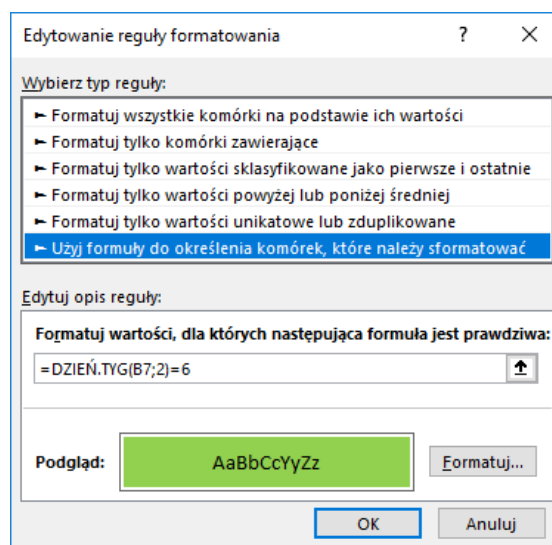 Edytowanie reguły formatowania
?
Wybierz typ reguły:
► Formatuj wszystkie komórki na podstawie ich wartości
► Formatuj tylko komórki zawierające
► Formatuj tylko wartości sklasyfikowane jako pierwsze i ostatnie
► Formatuj tylko wartości powyżej lub poniżej średniej
► Formatuj tylko wartości unikatowe lub zduplikowane
► Użyj formuły do określenia komórek, które należy sformatować
Edytuj opis reguły:
Formatuj wartości, dla których następująca formuła jest prawdziwa:
=DZIEŃ.TYG(B7;2)=6
Podgląd: AaBbCcYyZz Formatuj...
OK Anuluj